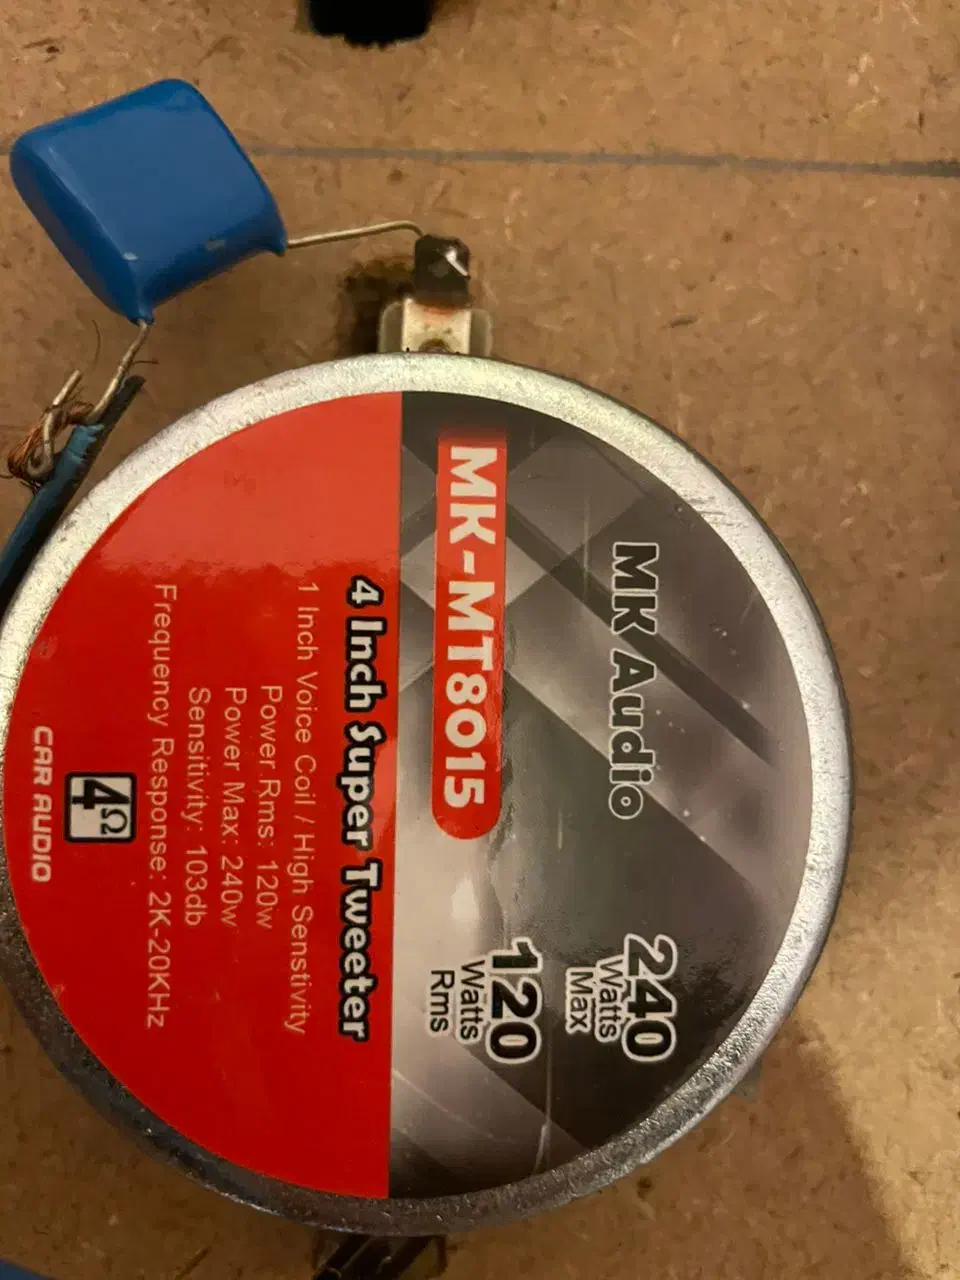 MK Audio
MK-MT8015
240
Watts
Max
120
Watts
Rms
4 Inch Super Tweeter
1 Inch Voice Coil / High Senstivity
Power Rms: 120w
Power Max: 240w
Sensitivity: 103db
Frequency Response: 2K-20KHz
4Ω
CAR AUDIO